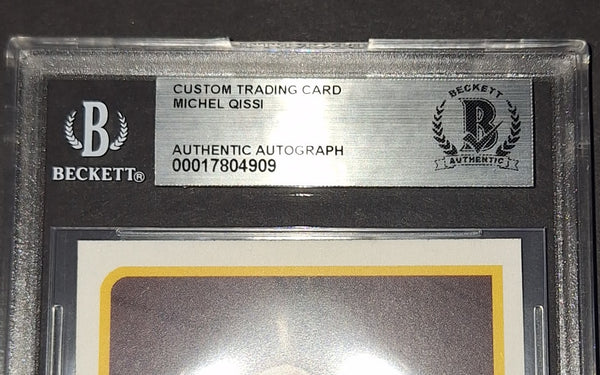 CUSTOM TRADING CARD
MICHEL QISSI
AUTHENTIC AUTOGRAPH
00017804909
B
BECKETT®
BECKETT
B
AUTHENTIC